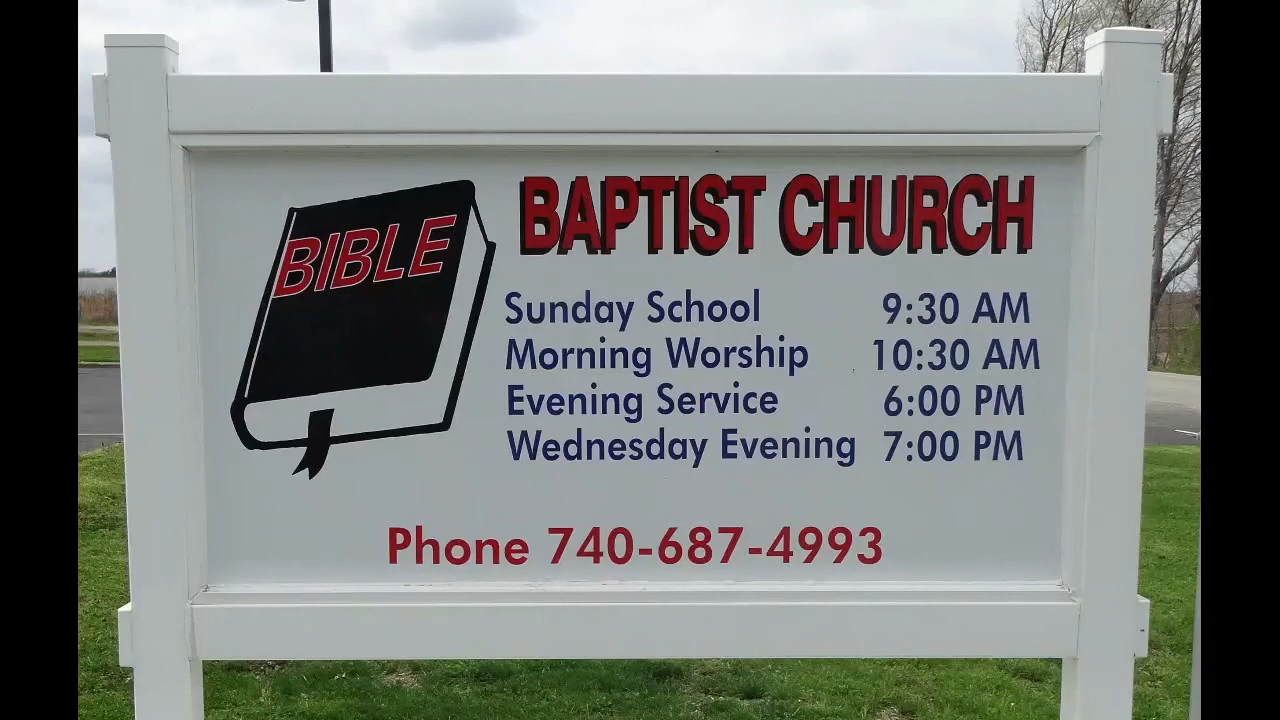 BIBLE BAPTIST CHURCH
Sunday School 9:30 AM
Morning Worship 10:30 AM
Evening Service 6:00 PM
Wednesday Evening 7:00 PM
Phone 740-687-4993